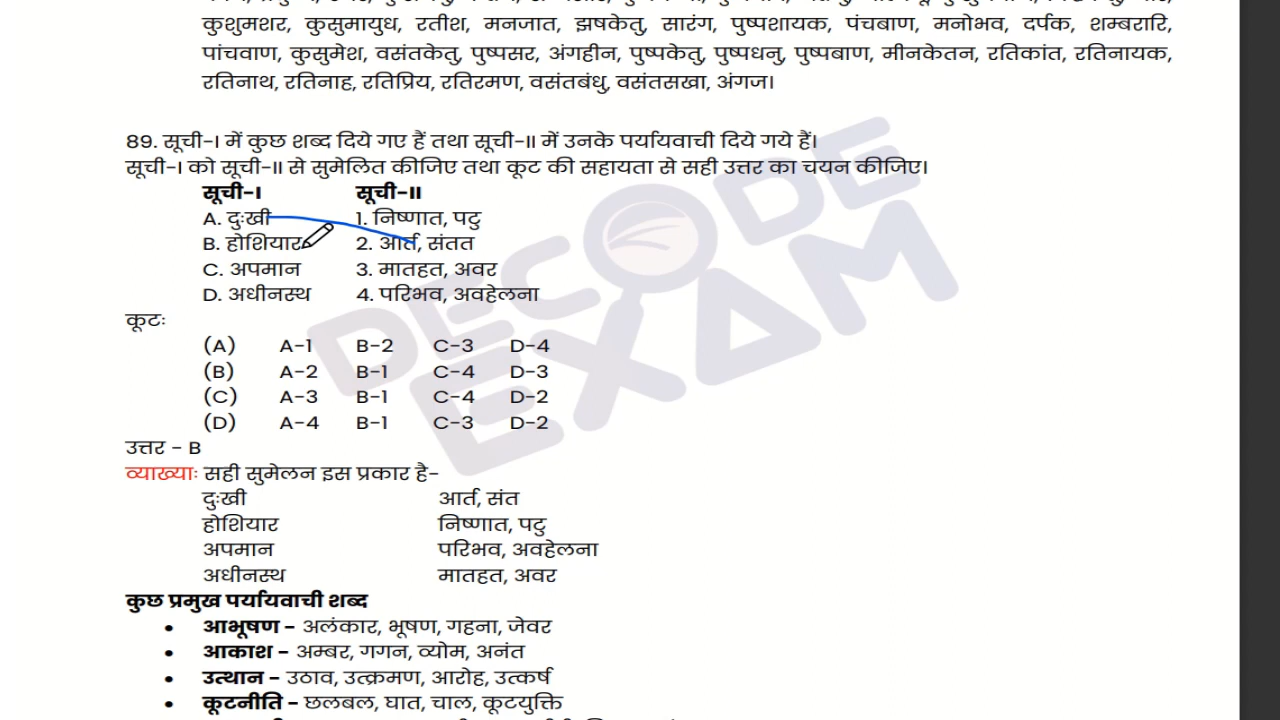 कुशुमशर, कुसुमायुध, रतीश, मनजात, झषकेतु, सारंग, पुष्पशायक, पंचबाण, मनोभव, दर्पक, शम्बरारि,
पांचवाण, कुसुमेश, वसंतकेतु, पुष्पसर, अंगहीन, पुष्पकेतु, पुष्पधनु, पुष्पबाण, मीनकेतन, रतिकांत, रतिनायक,
रतिनाथ, रतिनाह, रतिप्रिय, रतिरमण, वसंतबंधु, वसंतसखा, अंगज।
89. सूची-I में कुछ शब्द दिये गए हैं तथा सूची-II में उनके पर्यायवाची दिये गये हैं।
सूची-I को सूची-II से सुमेलित कीजिए तथा कूट की सहायता से सही उत्तर का चयन कीजिए।
सूची-I सूची-II
A. दुःखी 1. निष्णात, पटु
B. होशियार 2. आर्त, संतत
C. अपमान 3. मातहत, अवर
D. अधीनस्थ 4. परिभव, अवहेलना
कूटः
(A) A-1 B-2 C-3 D-4
(B) A-2 B-1 C-4 D-3
(C) A-3 B-1 C-4 D-2
(D) A-4 B-1 C-3 D-2
उत्तर - B
व्याख्याः सही सुमेलन इस प्रकार है-
दुःखी आर्त, संत
होशियार निष्णात, पटु
अपमान परिभव, अवहेलना
अधीनस्थ मातहत, अवर
कुछ प्रमुख पर्यायवाची शब्द
• आभूषण - अलंकार, भूषण, गहना, जेवर
• आकाश - अम्बर, गगन, व्योम, अनंत
• उत्थान - उठाव, उत्क्रमण, आरोह, उत्कर्ष
• कूटनीति - छलबल, घात, चाल, कूटयुक्ति
DECODE EXAM